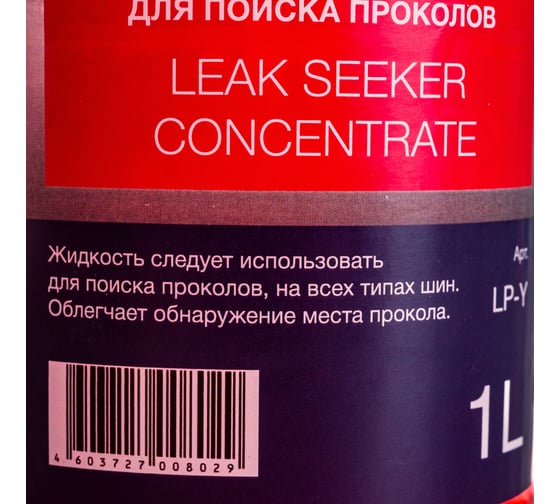 ДЛЯ ПОИСКА ПРОКОЛОВ
LEAK SEEKER
CONCENTRATE
Жидкость следует использовать
для поиска проколов, на всех типах шин.
Облегчает обнаружение места прокола.
Арт.
LP-Y
1L
4 603727 008029